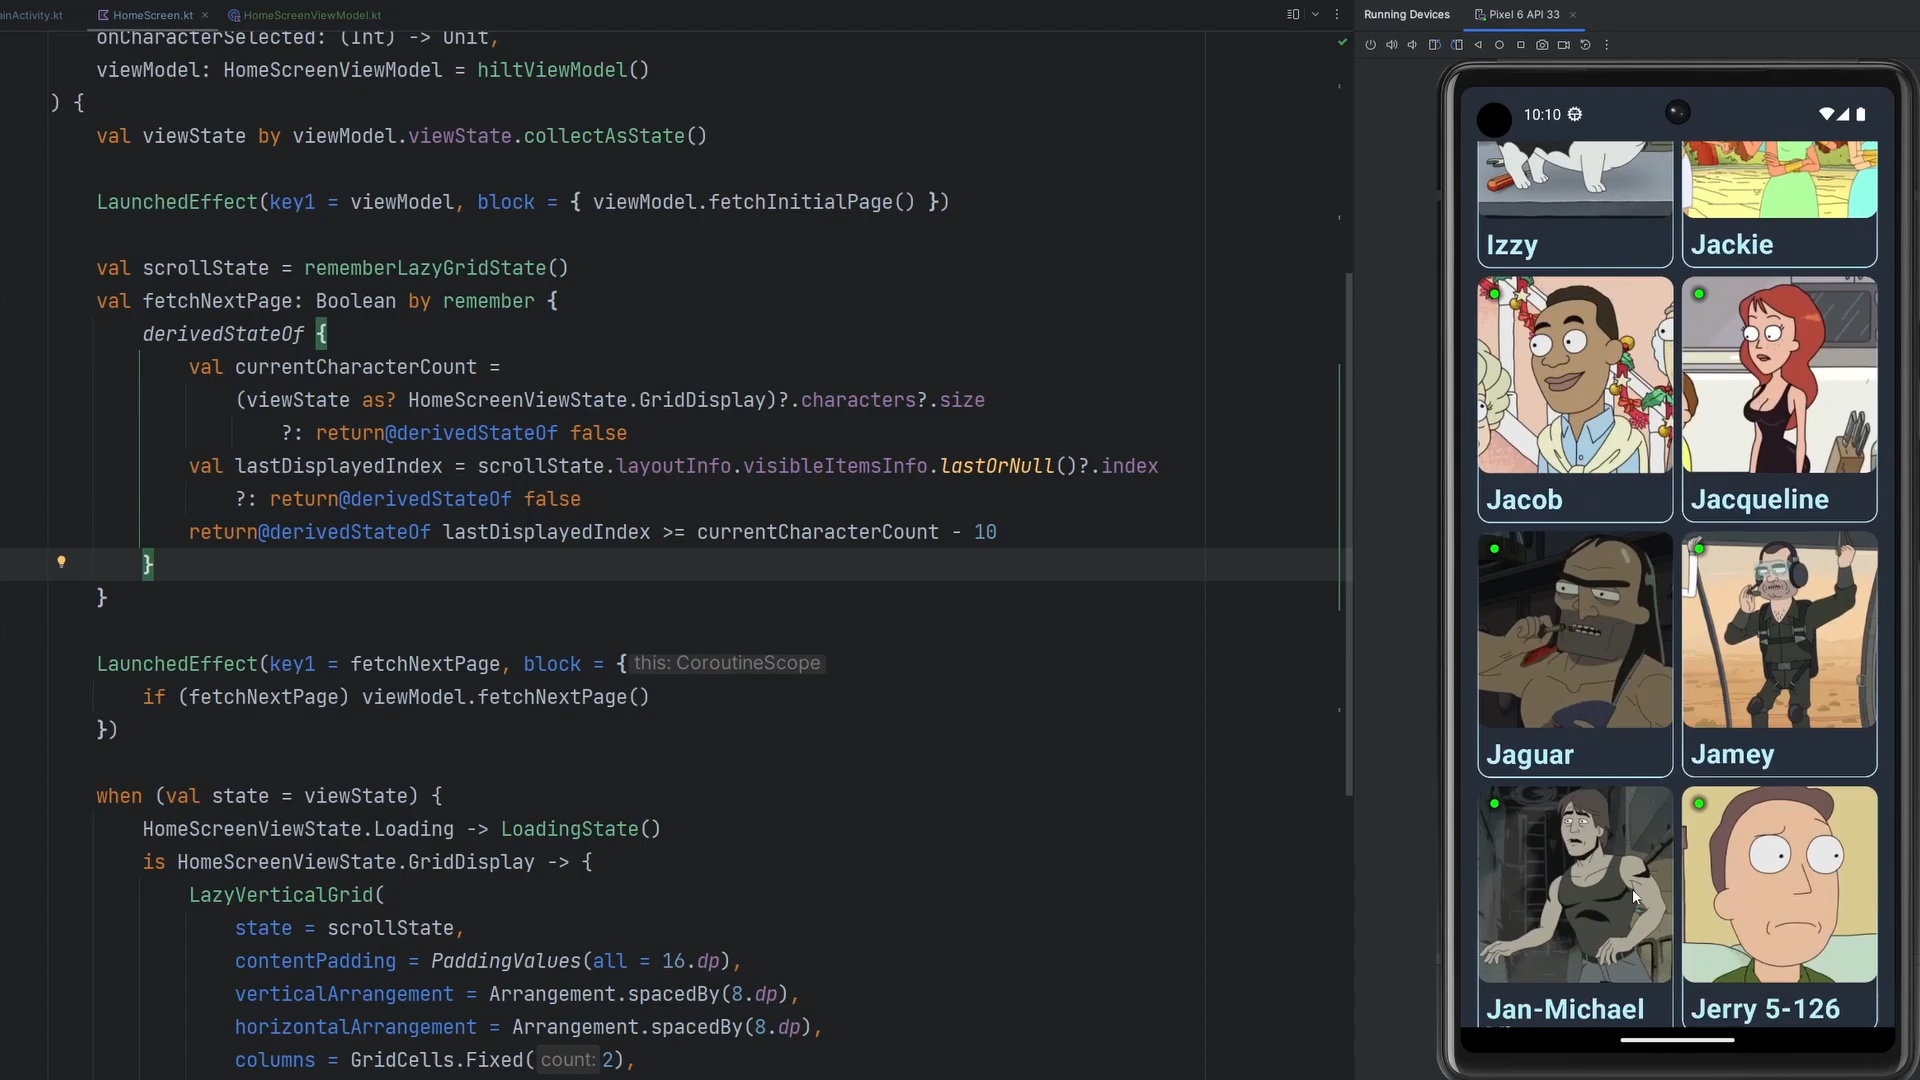 ainActivity.kt HomeScreen.kt HomeScreenViewModel.kt
onCharacterSelected: (Int) -> Unit,
viewModel: HomeScreenViewModel = hiltViewModel()
) {
val viewState by viewModel.viewState.collectAsState()
LaunchedEffect(key1 = viewModel, block = { viewModel.fetchInitialPage() })
val scrollState = rememberLazyGridState()
val fetchNextPage: Boolean by remember {
derivedStateOf {
val currentCharacterCount =
(viewState as? HomeScreenViewState.GridDisplay)?.characters?.size
?: return@derivedStateOf false
val lastDisplayedIndex = scrollState.layoutInfo.visibleItemsInfo.lastOrNull()?.index
?: return@derivedStateOf false
return@derivedStateOf lastDisplayedIndex >= currentCharacterCount - 10
}
}
LaunchedEffect(key1 = fetchNextPage, block = { this: CoroutineScope
if (fetchNextPage) viewModel.fetchNextPage()
})
when (val state = viewState) {
HomeScreenViewState.Loading -> LoadingState()
is HomeScreenViewState.GridDisplay -> {
LazyVerticalGrid(
state = scrollState,
contentPadding = PaddingValues(all = 16.dp),
verticalArrangement = Arrangement.spacedBy(8.dp),
horizontalArrangement = Arrangement.spacedBy(8.dp),
columns = GridCells.Fixed( count: 2),
Running Devices Pixel 6 API 33
10:10
Izzy Jackie
Jacob Jacqueline
Jaguar Jamey
Jan-Michael Jerry 5-126